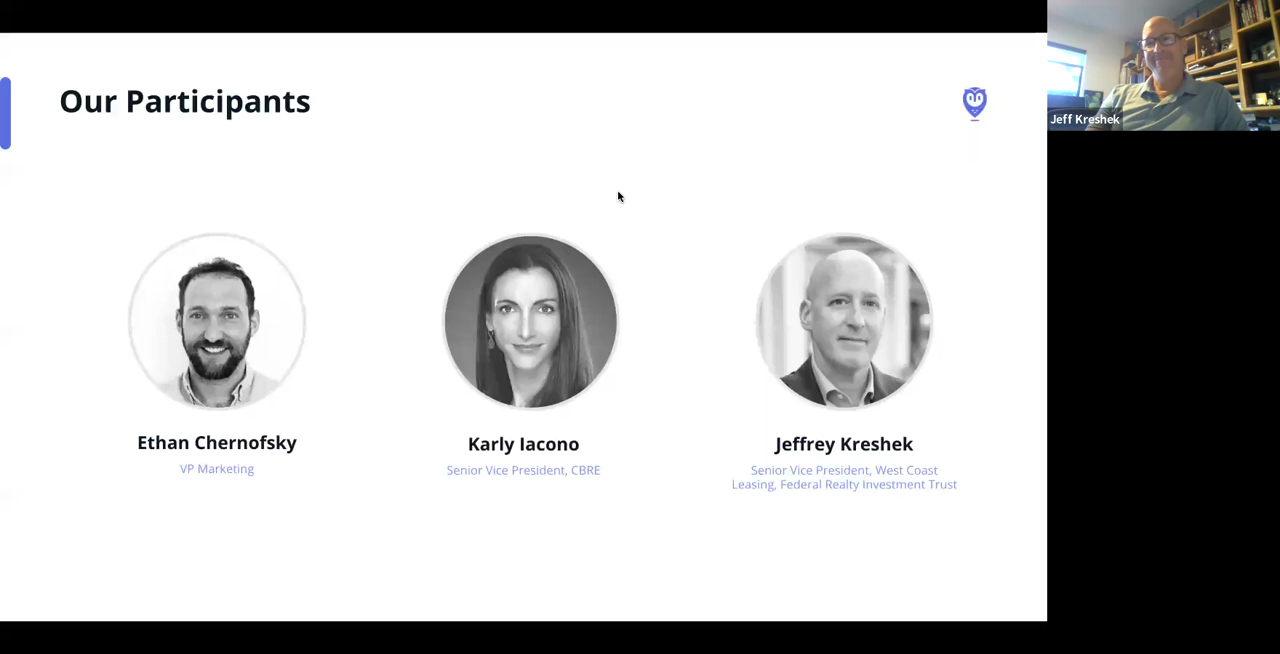 Our Participants
Jeff Kreshek
Ethan Chernofsky
VP Marketing
Karly Iacono
Senior Vice President, CBRE
Jeffrey Kreshek
Senior Vice President, West Coast
Leasing, Federal Realty Investment Trust